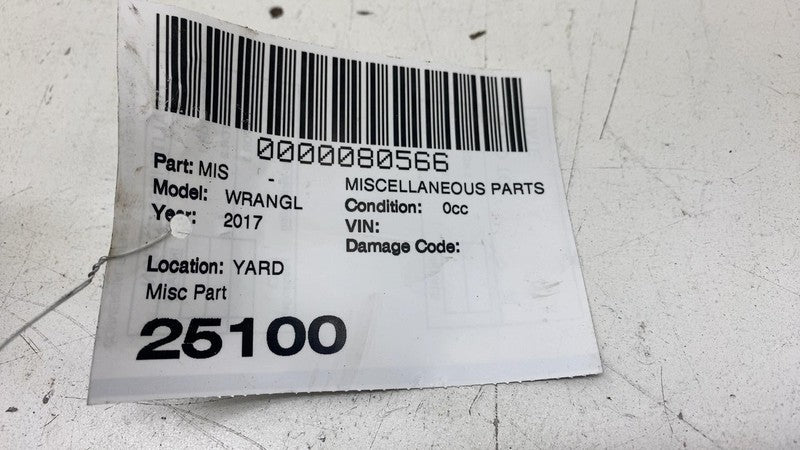 0000080566
Part: MIS - MISCELLANEOUS PARTS
Model: WRANGL Condition: 0cc
Year: 2017 VIN:
Damage Code:
Location: YARD
Misc Part
25100